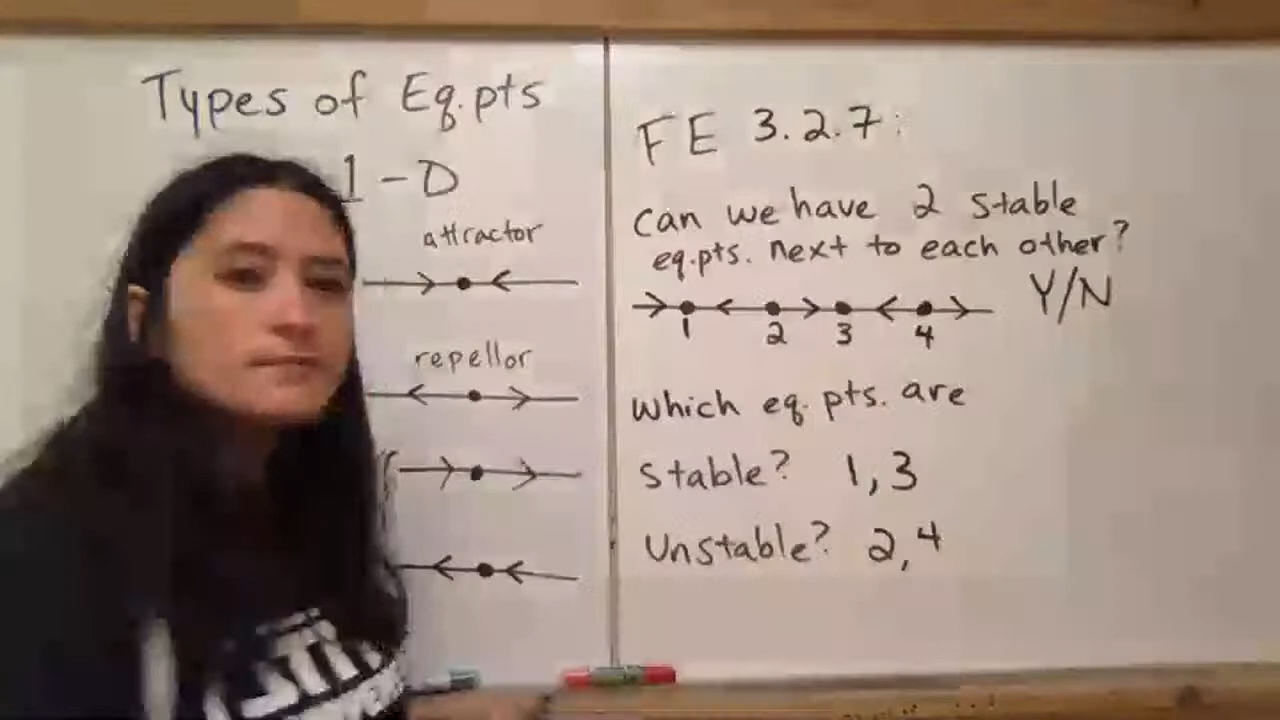 Types of Eq.pts
1-D
attractor
repellor
FE 3.2.7:
Can we have 2 stable
eq.pts. next to each other?
Y/N
1 2 3 4
Which eq. pts. are
Stable? 1,3
Unstable? 2,4